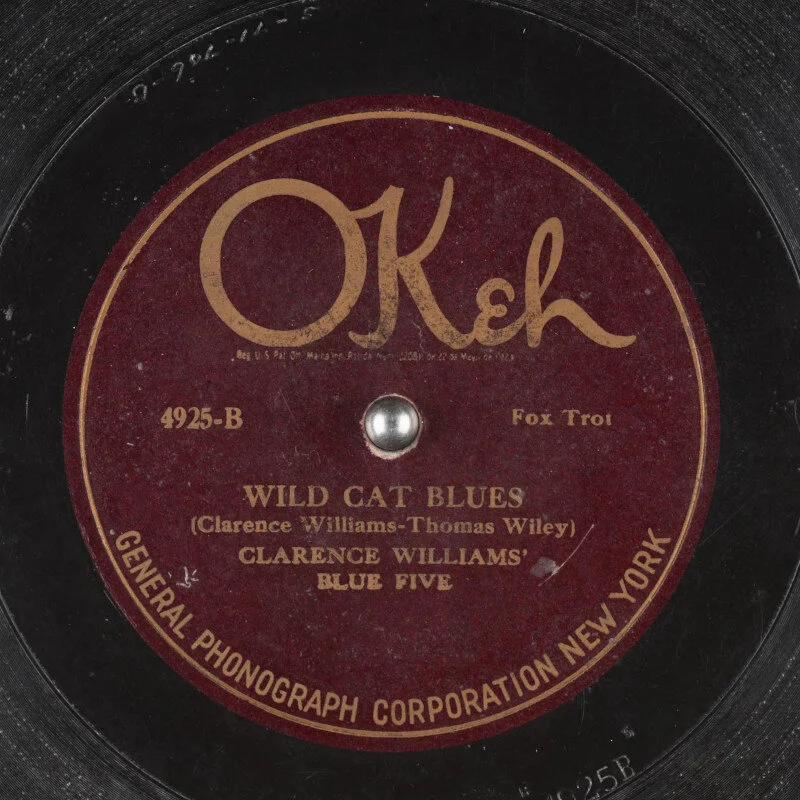 OKeh
4925-B
Fox Trot
WILD CAT BLUES
(Clarence Williams-Thomas Wiley)
CLARENCE WILLIAMS'
BLUE FIVE
GENERAL PHONOGRAPH CORPORATION NEW YORK